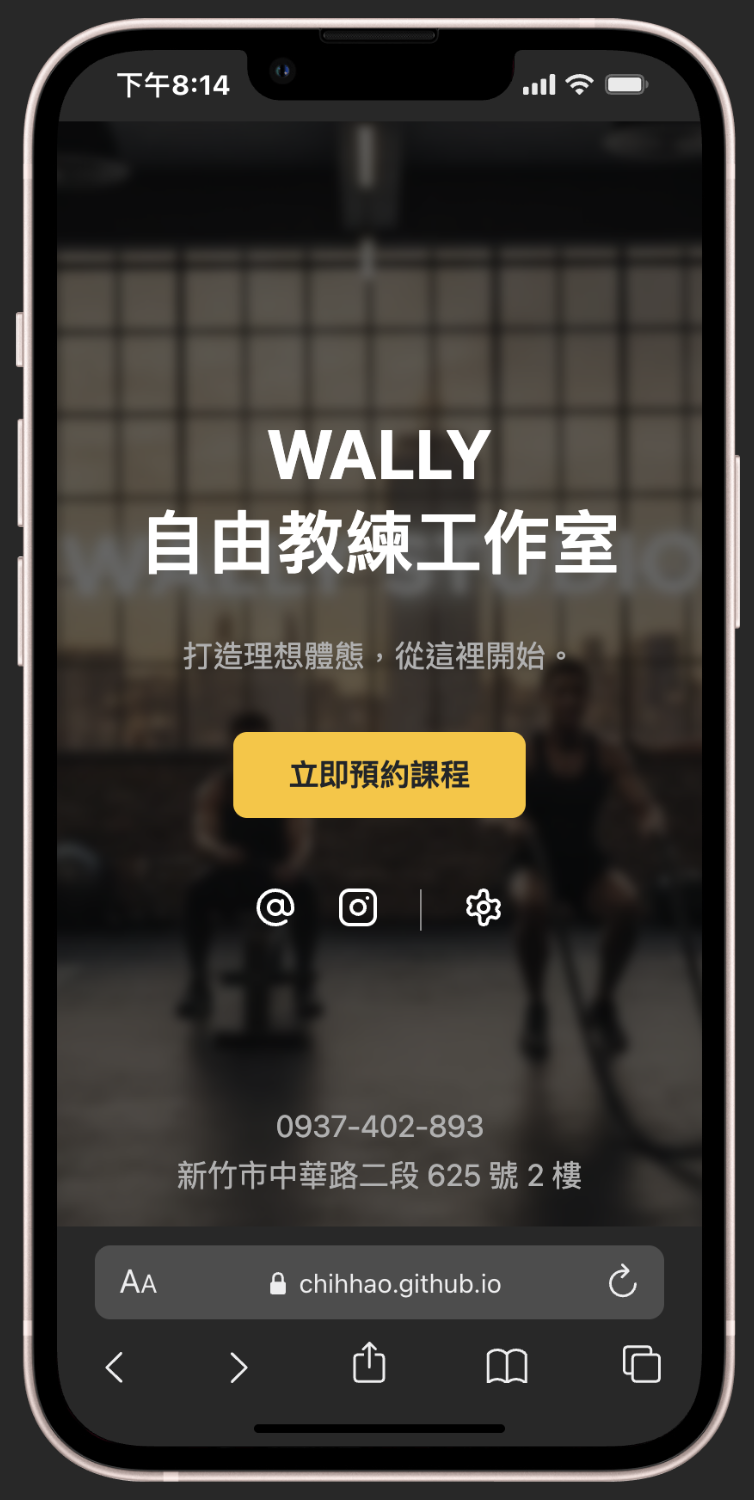 下午8:14
WALLY
自由教練工作室
WALLY STUDIO
打造理想體態，從這裡開始。
立即預約課程
0937-402-893
新竹市中華路二段 625 號 2 樓
AA
chihhao.github.io